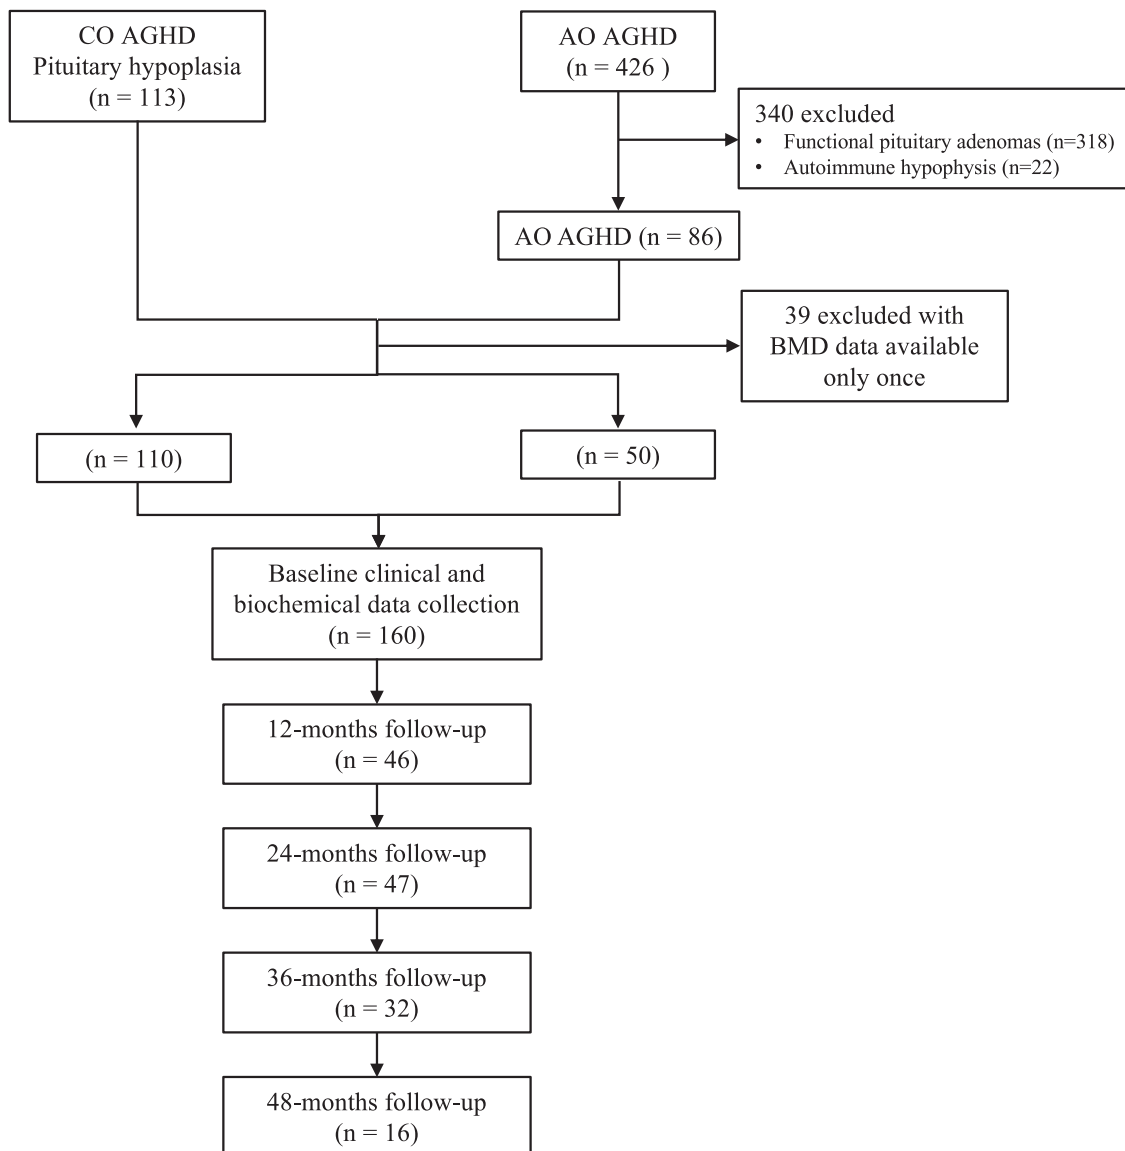 CO AGHD
Pituitary hypoplasia
(n = 113)
AO AGHD
(n = 426 )
340 excluded
• Functional pituitary adenomas (n=318)
• Autoimmune hypophysis (n=22)
AO AGHD (n = 86)
39 excluded with
BMD data available
only once
(n = 110)
(n = 50)
Baseline clinical and
biochemical data collection
(n = 160)
12-months follow-up
(n = 46)
24-months follow-up
(n = 47)
36-months follow-up
(n = 32)
48-months follow-up
(n = 16)